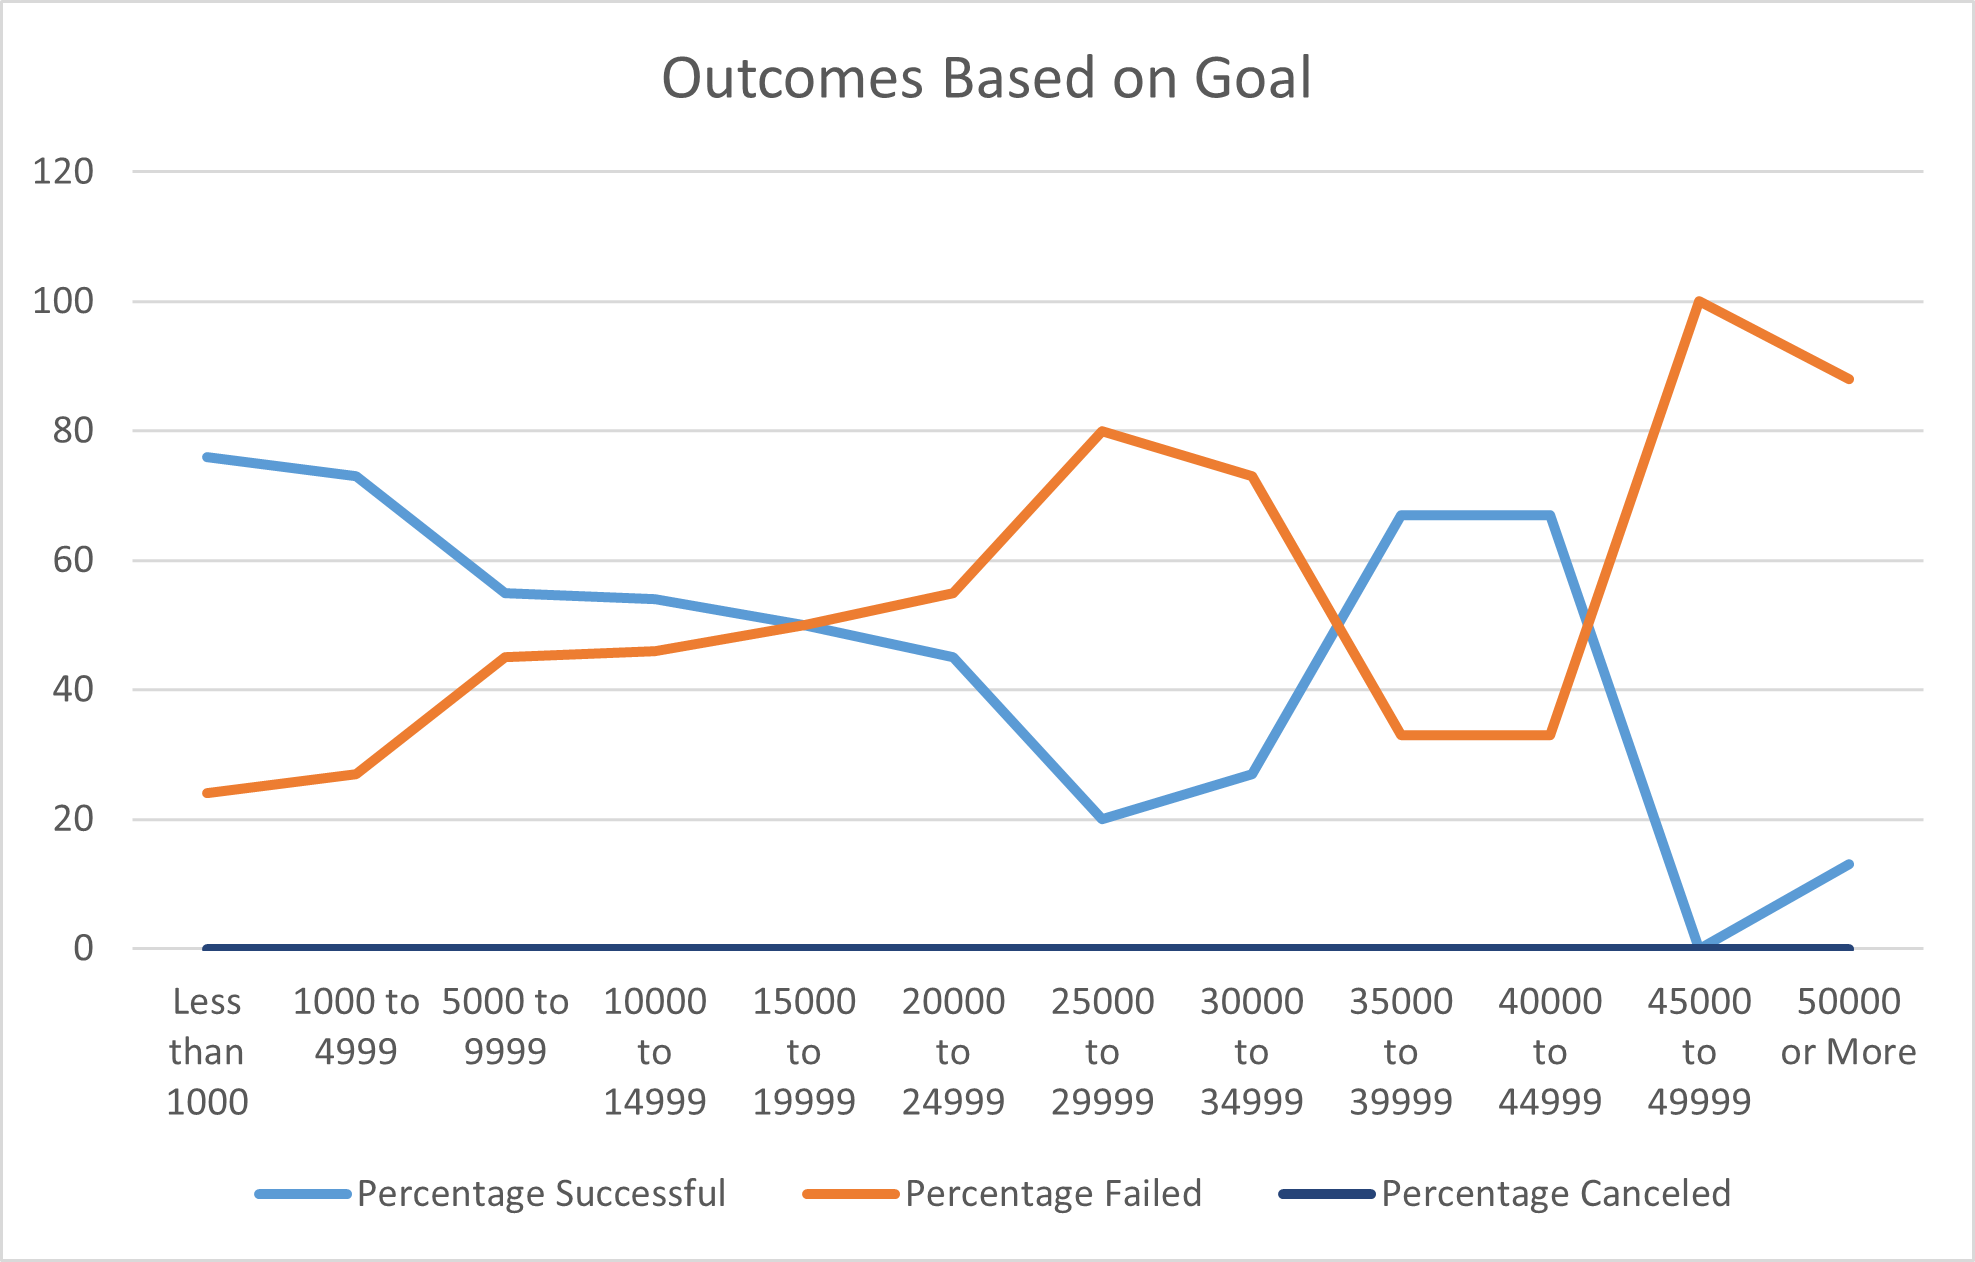 Outcomes Based on Goal
120
100
80
60
40
20
0
Less than 1000
1000 to 4999
5000 to 9999
10000 to 14999
15000 to 19999
20000 to 24999
25000 to 29999
30000 to 34999
35000 to 39999
40000 to 44999
45000 to 49999
50000 or More
Percentage Successful
Percentage Failed
Percentage Canceled